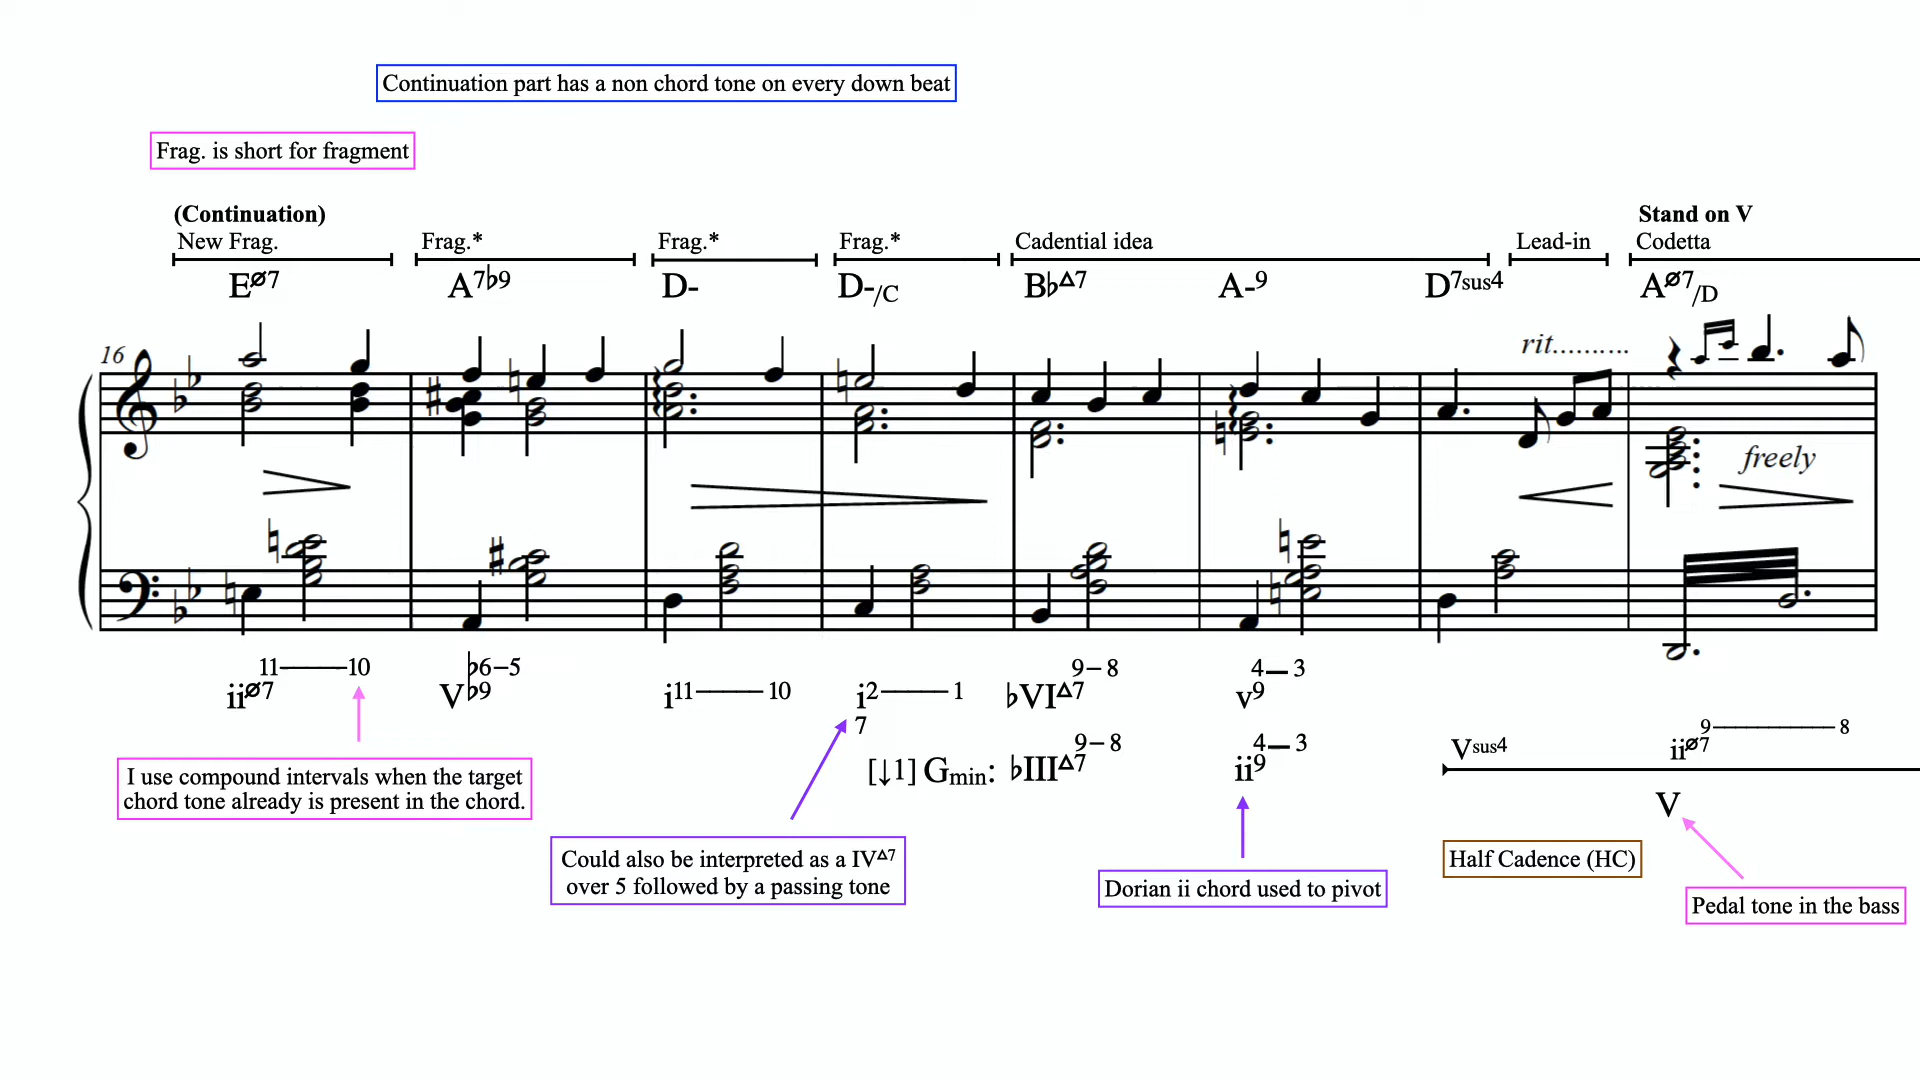 Continuation part has a non chord tone on every down beat
Frag. is short for fragment
(Continuation) Stand on V
New Frag. Frag.* Frag.* Frag.* Cadential idea Lead-in Codetta
Eø7 A7♭9 D- D-/C B♭Δ7 A-9 D7sus4 Aø7/D
rit..........
16
freely
11—10 ♭6–5 9–8 4–3
iiø7 V♭9 i11—10 i2—1 ♭VIΔ7 v9
7
9–8 4–3 9—8
[↓1] Gmin: ♭IIIΔ7 ii9 Vsus4 iiø7
V
I use compound intervals when the target
chord tone already is present in the chord.
Could also be interpreted as a IVΔ7
over 5 followed by a passing tone
Dorian ii chord used to pivot
Half Cadence (HC)
Pedal tone in the bass